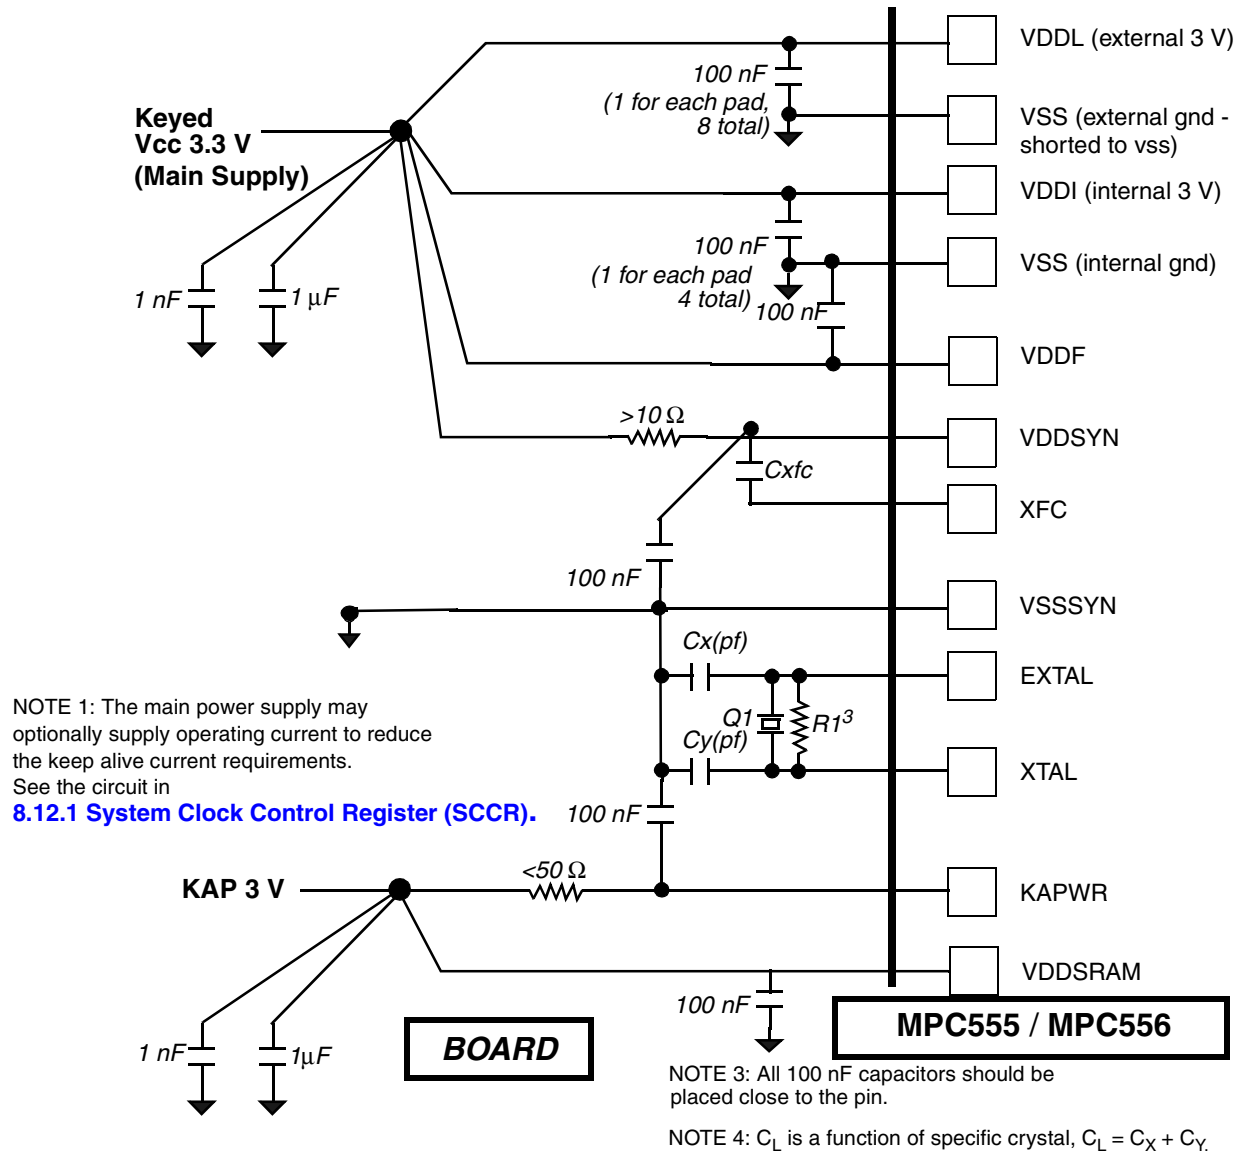 VDDL (external 3 V)
100 nF
(1 for each pad,
8 total)
Keyed
Vcc 3.3 V
(Main Supply)
VSS (external gnd -
shorted to vss)
VDDI (internal 3 V)
100 nF
(1 for each pad
4 total)
VSS (internal gnd)
1 nF
1 μF
100 nF
VDDF
>10 Ω
VDDSYN
Cxfc
XFC
100 nF
VSSSYN
Cx(pf)
EXTAL
NOTE 1: The main power supply may
optionally supply operating current to reduce
the keep alive current requirements.
See the circuit in
8.12.1 System Clock Control Register (SCCR).
Q1
R1³
Cy(pf)
XTAL
100 nF
<50 Ω
KAP 3 V
KAPWR
VDDSRAM
100 nF
1 nF
1μF
BOARD
MPC555 / MPC556
NOTE 3: All 100 nF capacitors should be
placed close to the pin.
NOTE 4: C_L is a function of specific crystal, C_L = C_X + C_Y.